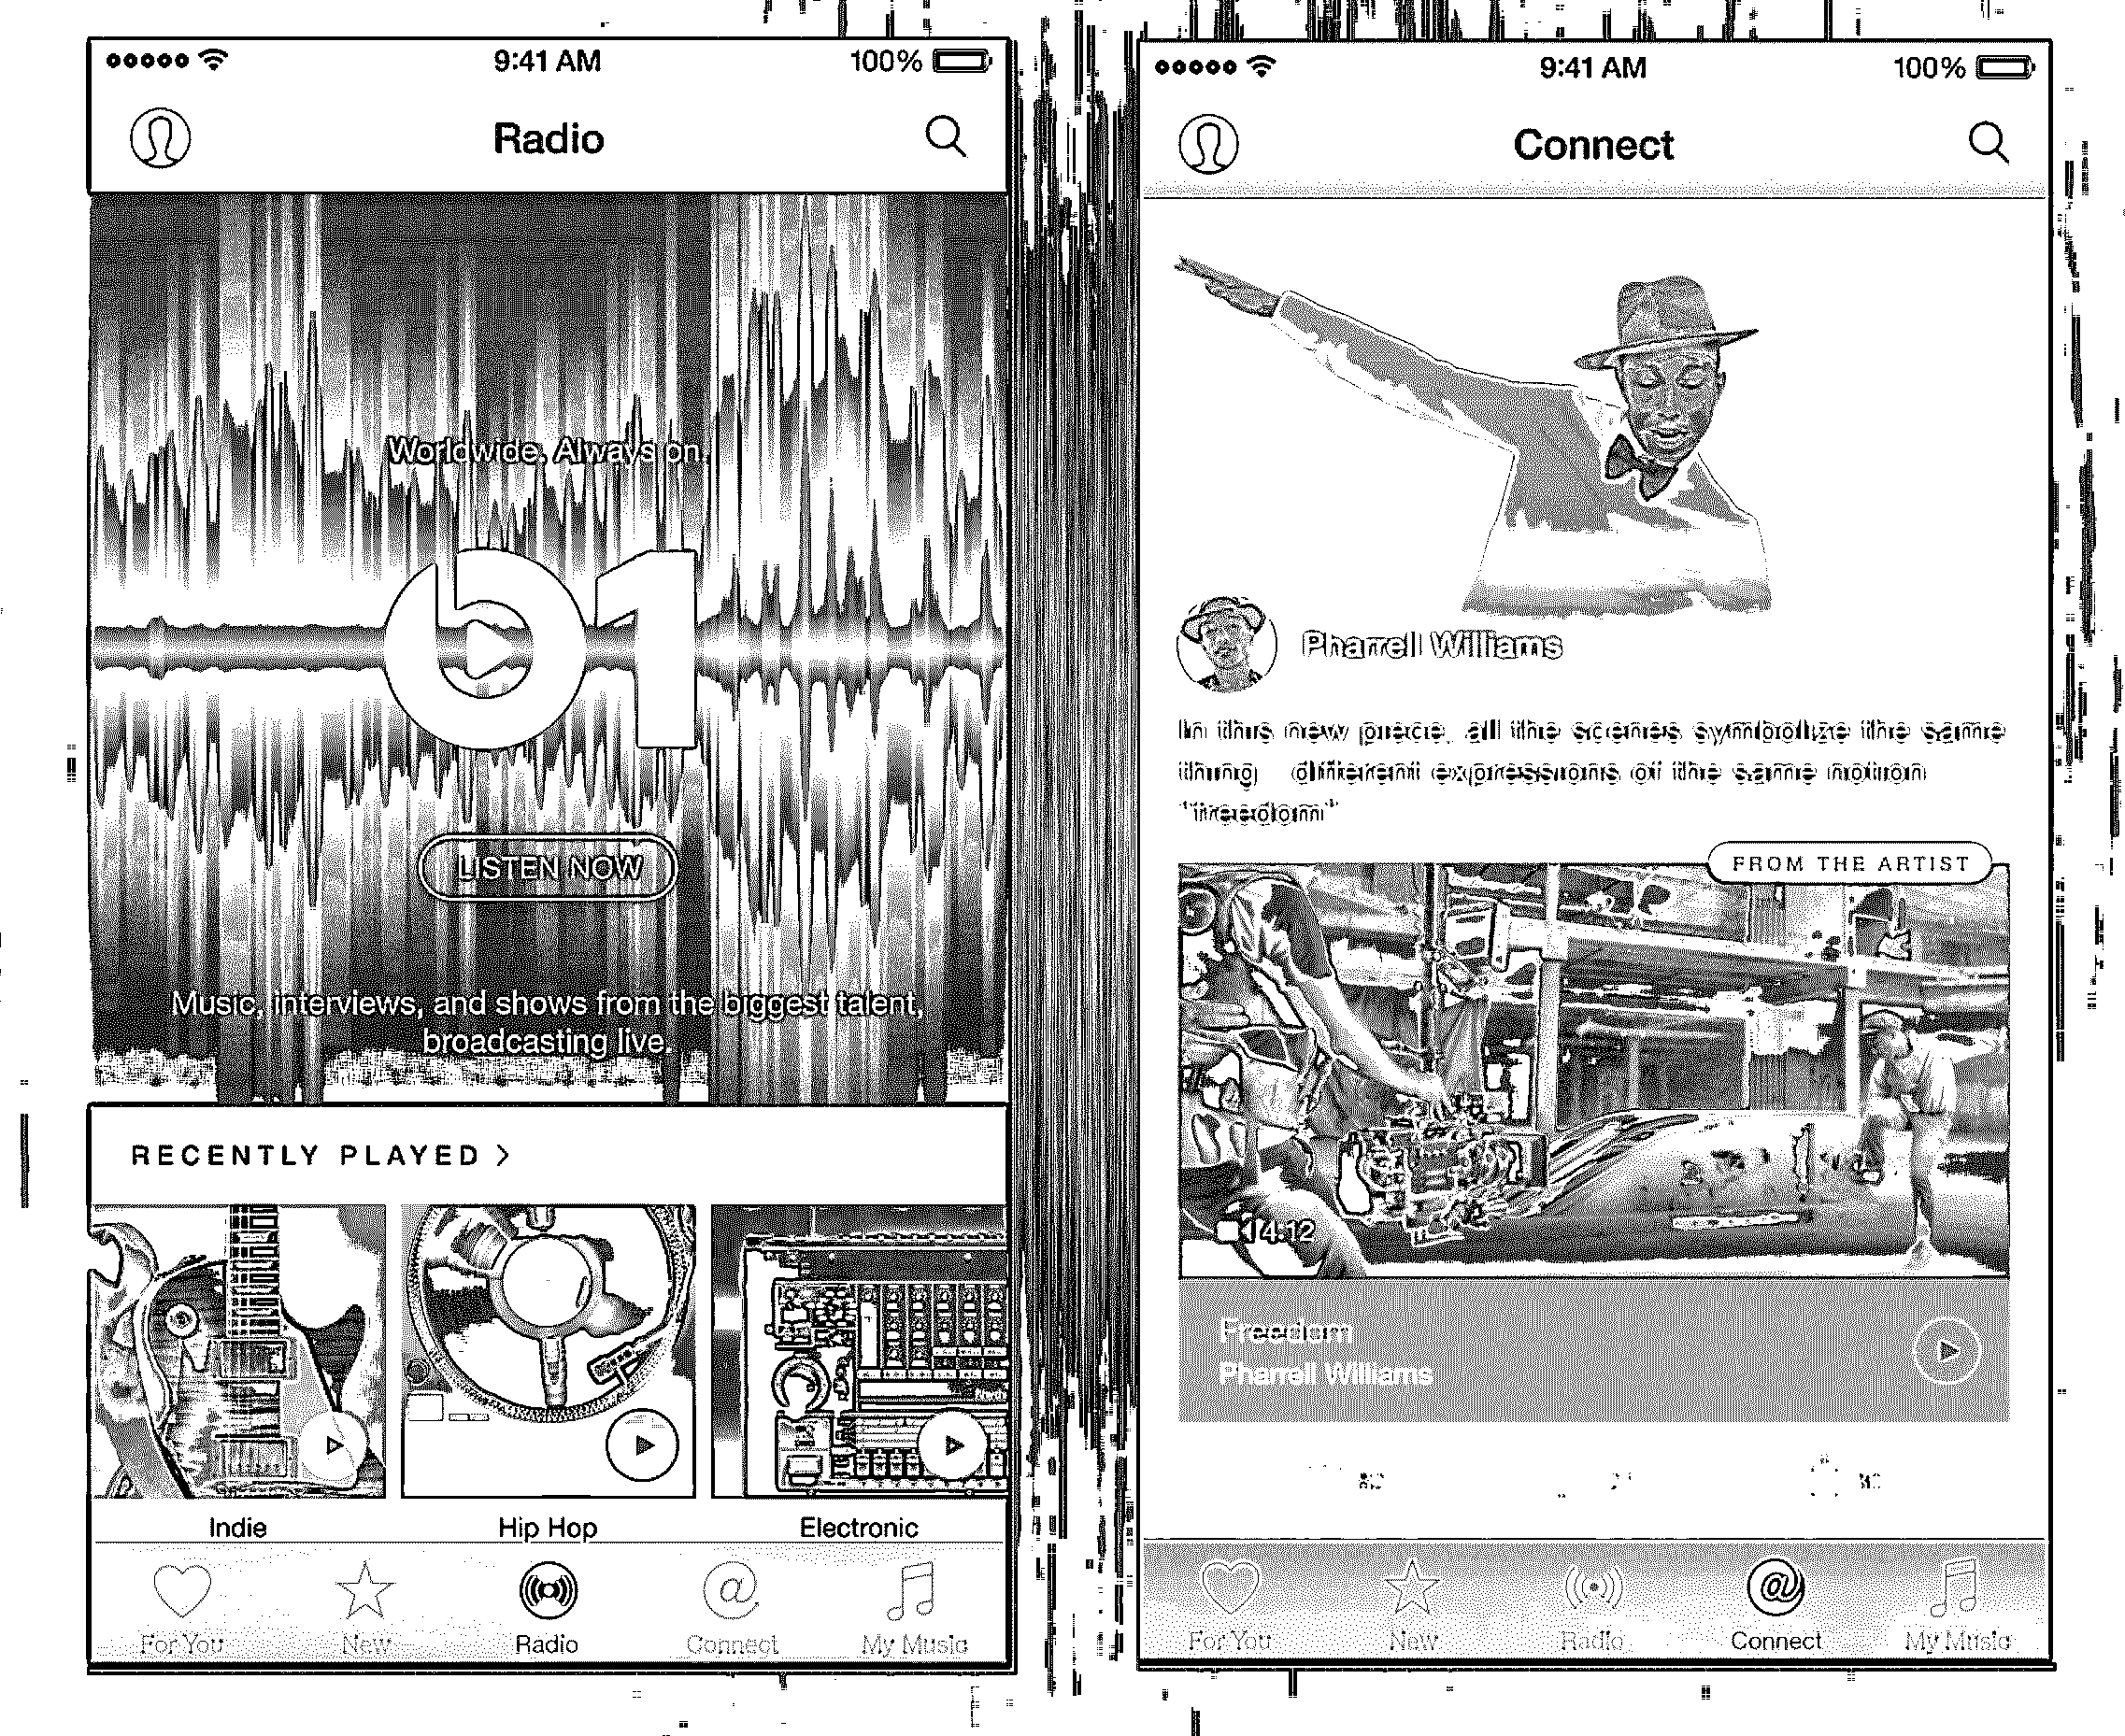 9:41 AM
100%
Radio
Worldwide. Always on.
1
LISTEN NOW
Music, interviews, and shows from the biggest talent,
broadcasting live.
RECENTLY PLAYED >
Indie
Hip Hop
Electronic
For You
New
Radio
Connect
My Music
9:41 AM
100%
Connect
Pharrell Williams
In this new piece, all the scenes symbolize the same
thing different expressions of the same notion
"freedom"
FROM THE ARTIST
4:12
Freedom
Pharrell Williams
For You
New
Radio
@
Connect
My Music